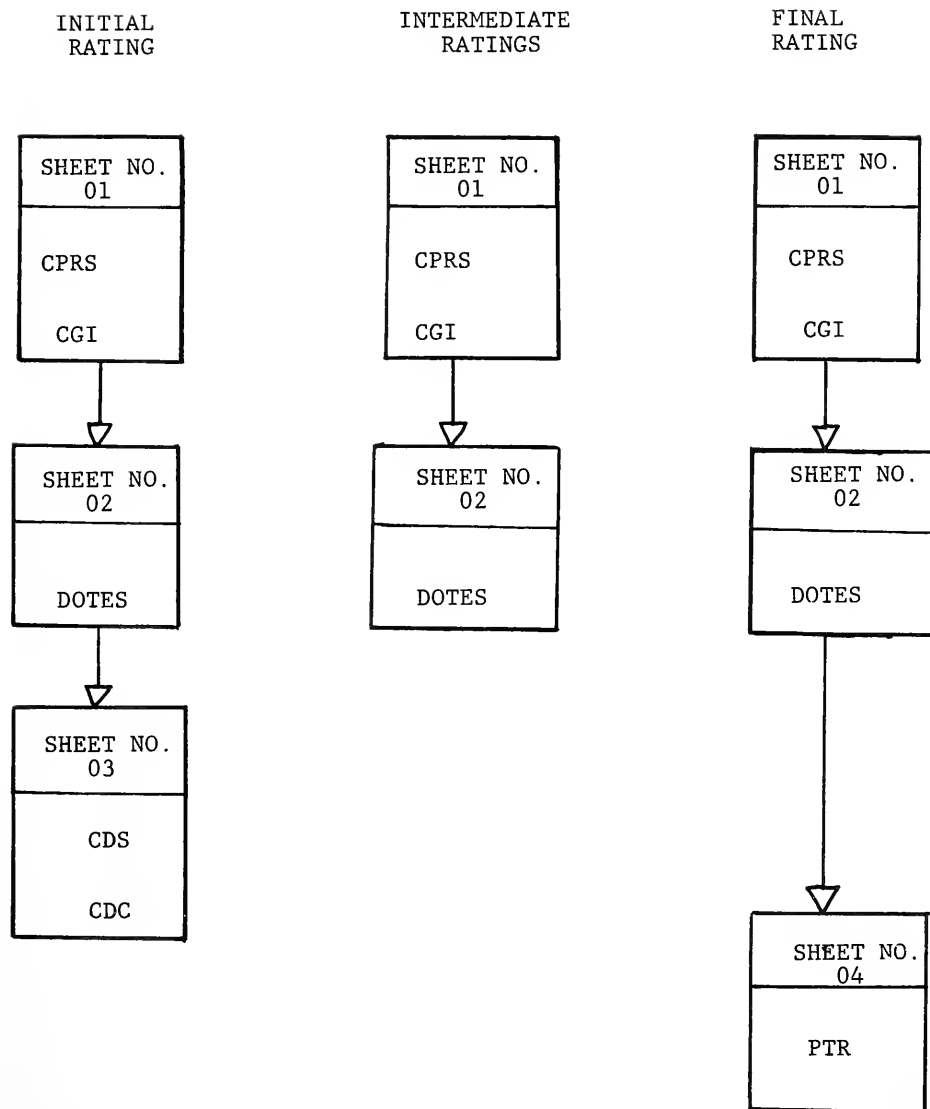 INITIAL
RATING
INTERMEDIATE
RATINGS
FINAL
RATING
SHEET NO.
01
CPRS
CGI
SHEET NO.
02
DOTES
SHEET NO.
03
CDS
CDC
SHEET NO.
01
CPRS
CGI
SHEET NO.
02
DOTES
SHEET NO.
01
CPRS
CGI
SHEET NO.
02
DOTES
SHEET NO.
04
PTR